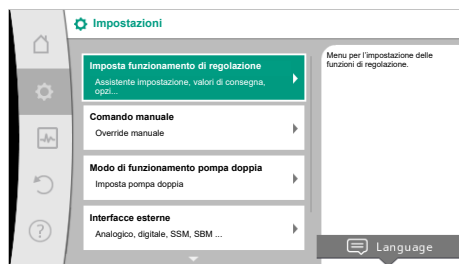 Impostazioni
Imposta funzionamento di regolazione
Assistente impostazione, valori di consegna,
opzi...
Comando manuale
Override manuale
Modo di funzionamento pompa doppia
Imposta pompa doppia
Interfacce esterne
Analogico, digitale, SSM, SBM ...
Menu per l'impostazione delle
funzioni di regolazione.
?
Language